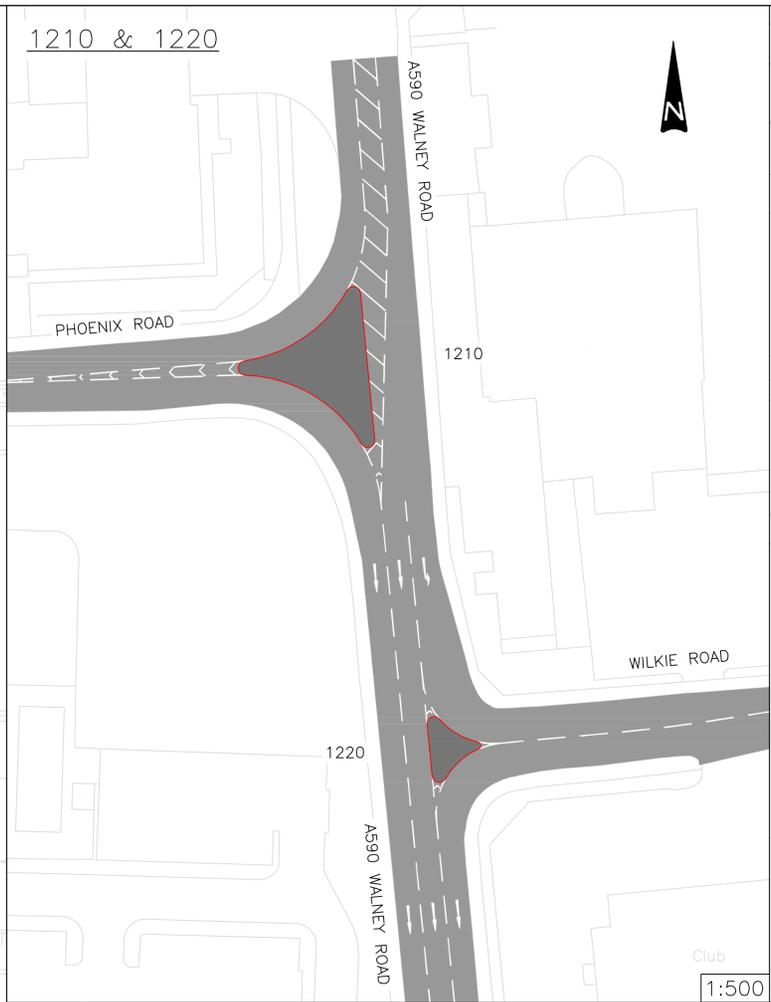 1210 & 1220
N
A590 WALNEY ROAD
PHOENIX ROAD
1210
WILKIE ROAD
1220
A590 WALNEY ROAD
Club
1:500